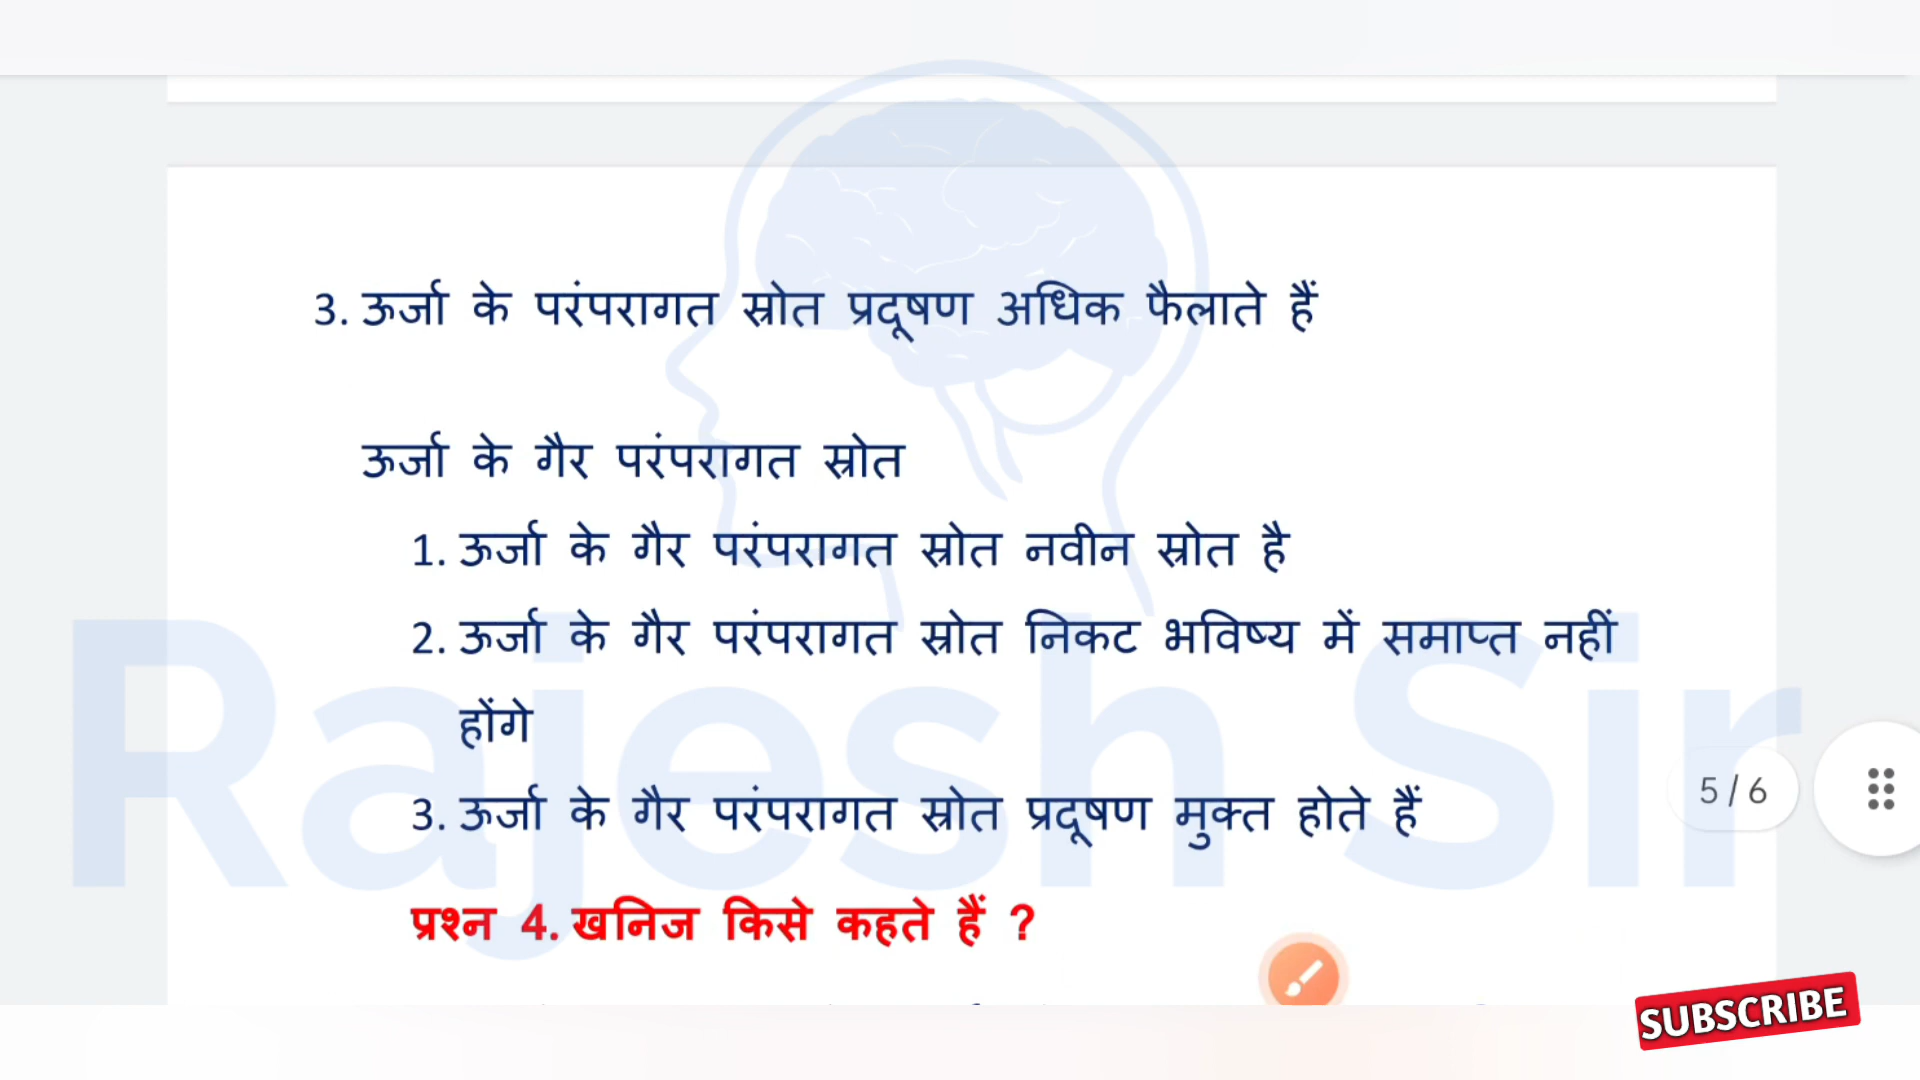 3. ऊर्जा के परंपरागत स्रोत प्रदूषण अधिक फैलाते हैं
ऊर्जा के गैर परंपरागत स्रोत
1. ऊर्जा के गैर परंपरागत स्रोत नवीन स्रोत है
2. ऊर्जा के गैर परंपरागत स्रोत निकट भविष्य में समाप्त नहीं
होंगे
3. ऊर्जा के गैर परंपरागत स्रोत प्रदूषण मुक्त होते हैं
प्रश्न 4. खनिज किसे कहते हैं ?
Rajesh Sir
5 / 6
SUBSCRIBE